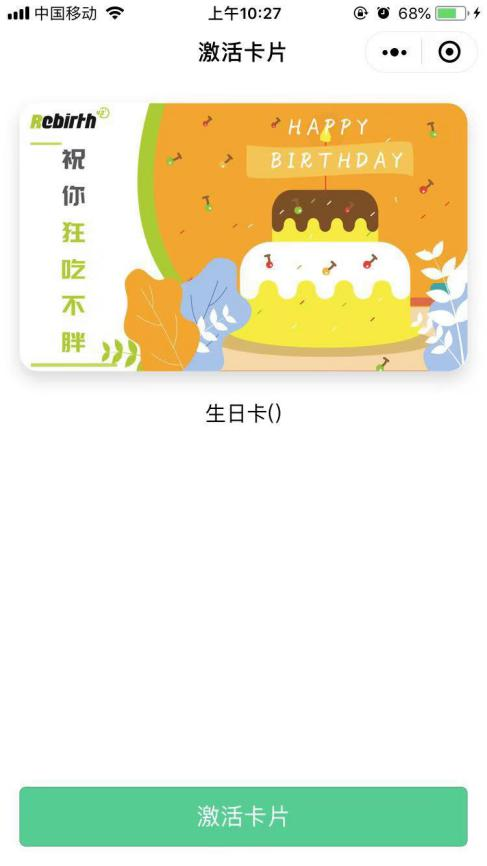 中国移动
上午10:27
68%
激活卡片
Rebirth
HAPPY
BIRTHDAY
祝你狂吃不胖
生日卡()
激活卡片